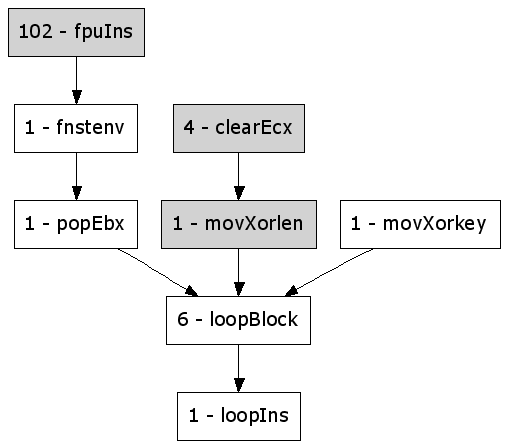 102 - fpuIns
1 - fnstenv
4 - clearEcx
1 - popEbx
1 - movXorlen
1 - movXorkey
6 - loopBlock
1 - loopIns